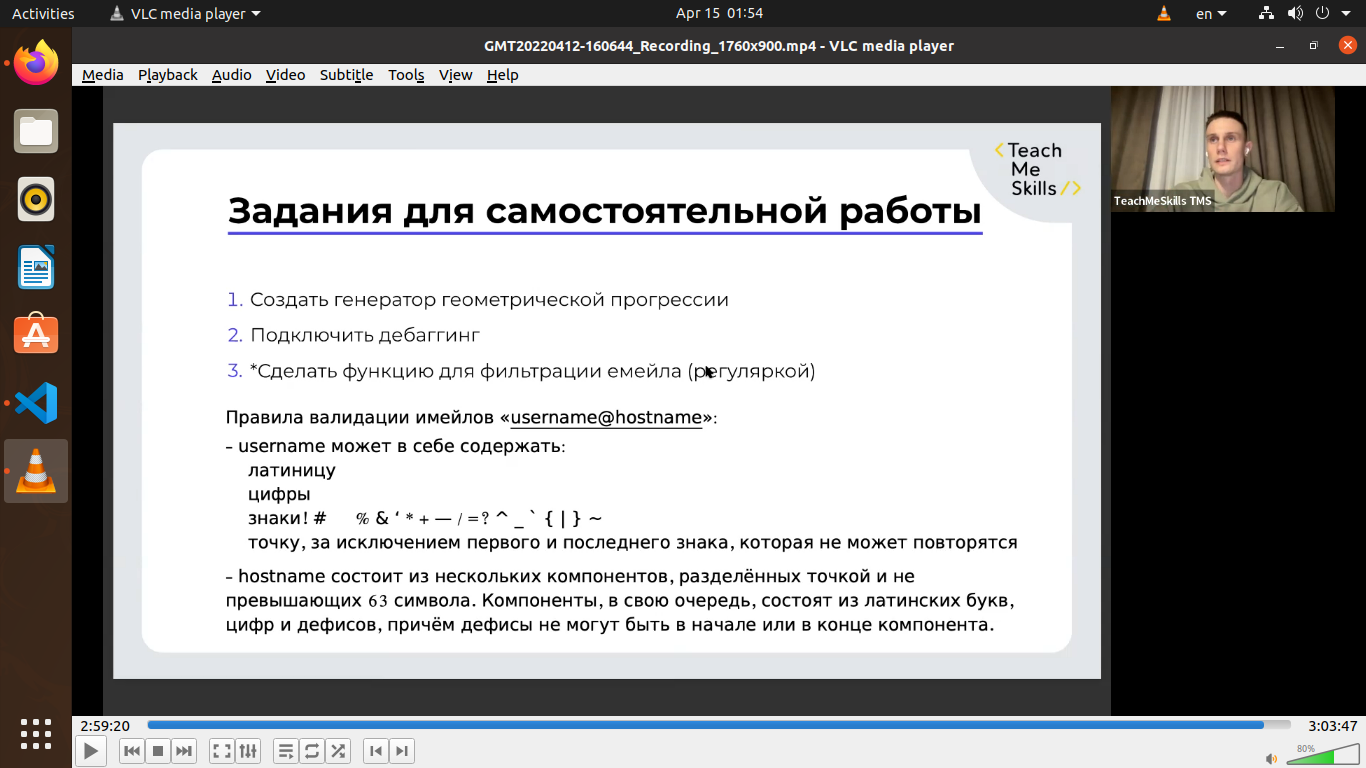 Activities VLC media player Apr 15 01:54 en
GMT20220412-160644_Recording_1760x900.mp4 - VLC media player
Media Playback Audio Video Subtitle Tools View Help
<Teach
Me
Skills/>
TeachMeSkills TMS
Задания для самостоятельной работы
1. Создать генератор геометрической прогрессии
2. Подключить дебаггинг
3. *Сделать функцию для фильтрации емейла (регуляркой)
Правила валидации имейлов «username@hostname»:
– username может в себе содержать:
латиницу
цифры
знаки! # % & ‘ * + — / =? ^ _ ` { | } ~
точку, за исключением первого и последнего знака, которая не может повторятся
– hostname состоит из нескольких компонентов, разделённых точкой и не
превышающих 63 символа. Компоненты, в свою очередь, состоят из латинских букв,
цифр и дефисов, причём дефисы не могут быть в начале или в конце компонента.
2:59:20 3:03:47
80%